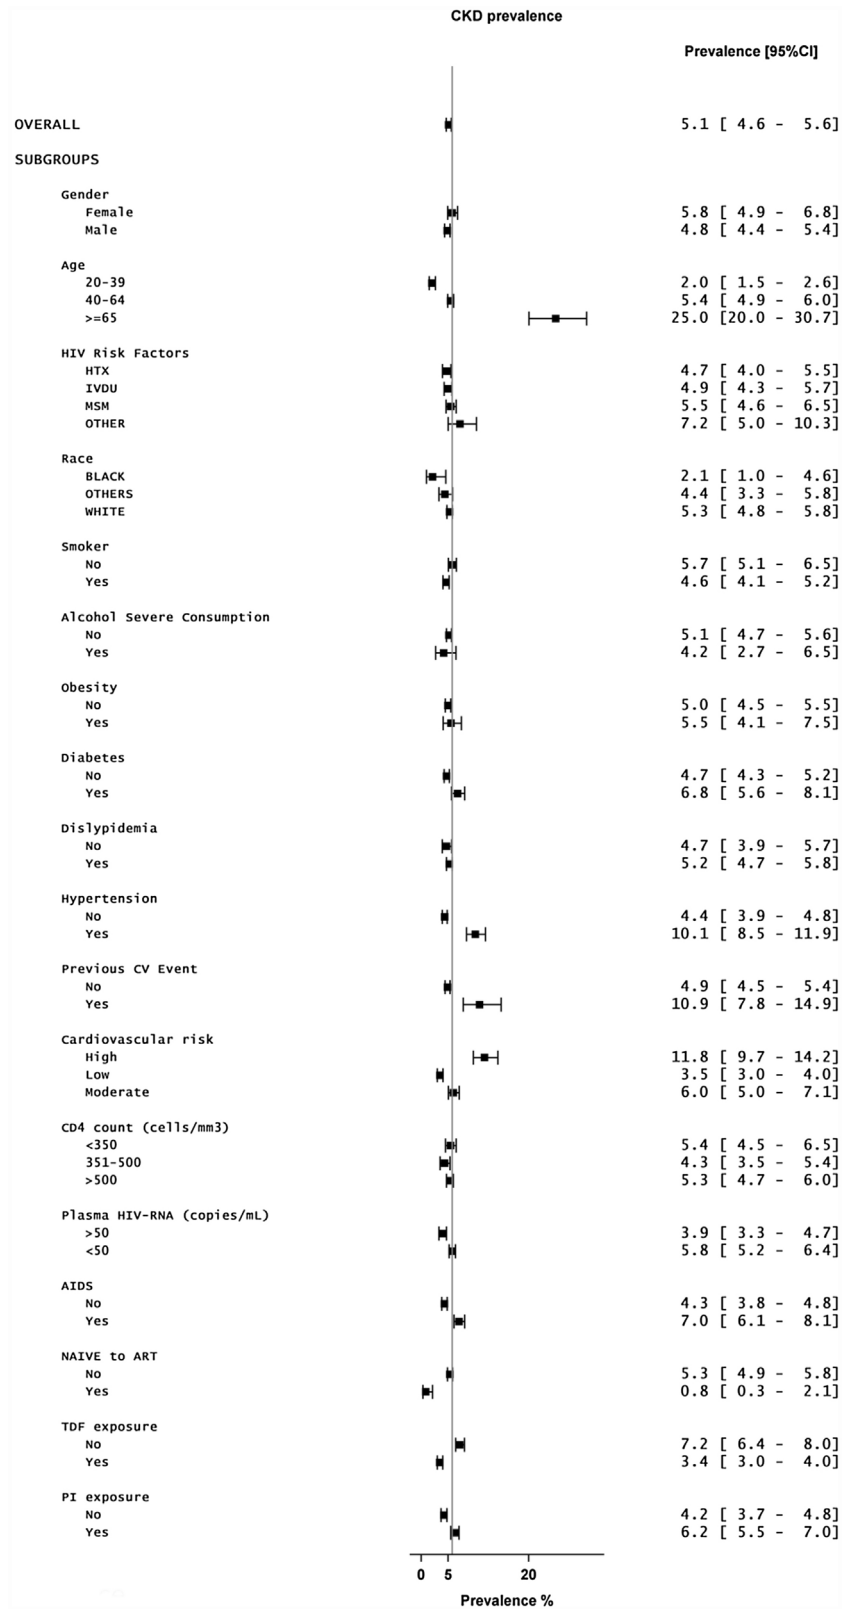 CKD prevalence
Prevalence [95%CI]
OVERALL 5.1 [ 4.6 - 5.6]
SUBGROUPS
Gender
Female 5.8 [ 4.9 - 6.8]
Male 4.8 [ 4.4 - 5.4]
Age
20-39 2.0 [ 1.5 - 2.6]
40-64 5.4 [ 4.9 - 6.0]
>=65 25.0 [20.0 - 30.7]
HIV Risk Factors
HTX 4.7 [ 4.0 - 5.5]
IVDU 4.9 [ 4.3 - 5.7]
MSM 5.5 [ 4.6 - 6.5]
OTHER 7.2 [ 5.0 - 10.3]
Race
BLACK 2.1 [ 1.0 - 4.6]
OTHERS 4.4 [ 3.3 - 5.8]
WHITE 5.3 [ 4.8 - 5.8]
Smoker
No 5.7 [ 5.1 - 6.5]
Yes 4.6 [ 4.1 - 5.2]
Alcohol Severe Consumption
No 5.1 [ 4.7 - 5.6]
Yes 4.2 [ 2.7 - 6.5]
Obesity
No 5.0 [ 4.5 - 5.5]
Yes 5.5 [ 4.1 - 7.5]
Diabetes
No 4.7 [ 4.3 - 5.2]
Yes 6.8 [ 5.6 - 8.1]
Dislypidemia
No 4.7 [ 3.9 - 5.7]
Yes 5.2 [ 4.7 - 5.8]
Hypertension
No 4.4 [ 3.9 - 4.8]
Yes 10.1 [ 8.5 - 11.9]
Previous CV Event
No 4.9 [ 4.5 - 5.4]
Yes 10.9 [ 7.8 - 14.9]
Cardiovascular risk
High 11.8 [ 9.7 - 14.2]
Low 3.5 [ 3.0 - 4.0]
Moderate 6.0 [ 5.0 - 7.1]
CD4 count (cells/mm3)
<350 5.4 [ 4.5 - 6.5]
351-500 4.3 [ 3.5 - 5.4]
>500 5.3 [ 4.7 - 6.0]
Plasma HIV-RNA (copies/mL)
>50 3.9 [ 3.3 - 4.7]
<50 5.8 [ 5.2 - 6.4]
AIDS
No 4.3 [ 3.8 - 4.8]
Yes 7.0 [ 6.1 - 8.1]
NAIVE to ART
No 5.3 [ 4.9 - 5.8]
Yes 0.8 [ 0.3 - 2.1]
TDF exposure
No 7.2 [ 6.4 - 8.0]
Yes 3.4 [ 3.0 - 4.0]
PI exposure
No 4.2 [ 3.7 - 4.8]
Yes 6.2 [ 5.5 - 7.0]
0 5 20
Prevalence %